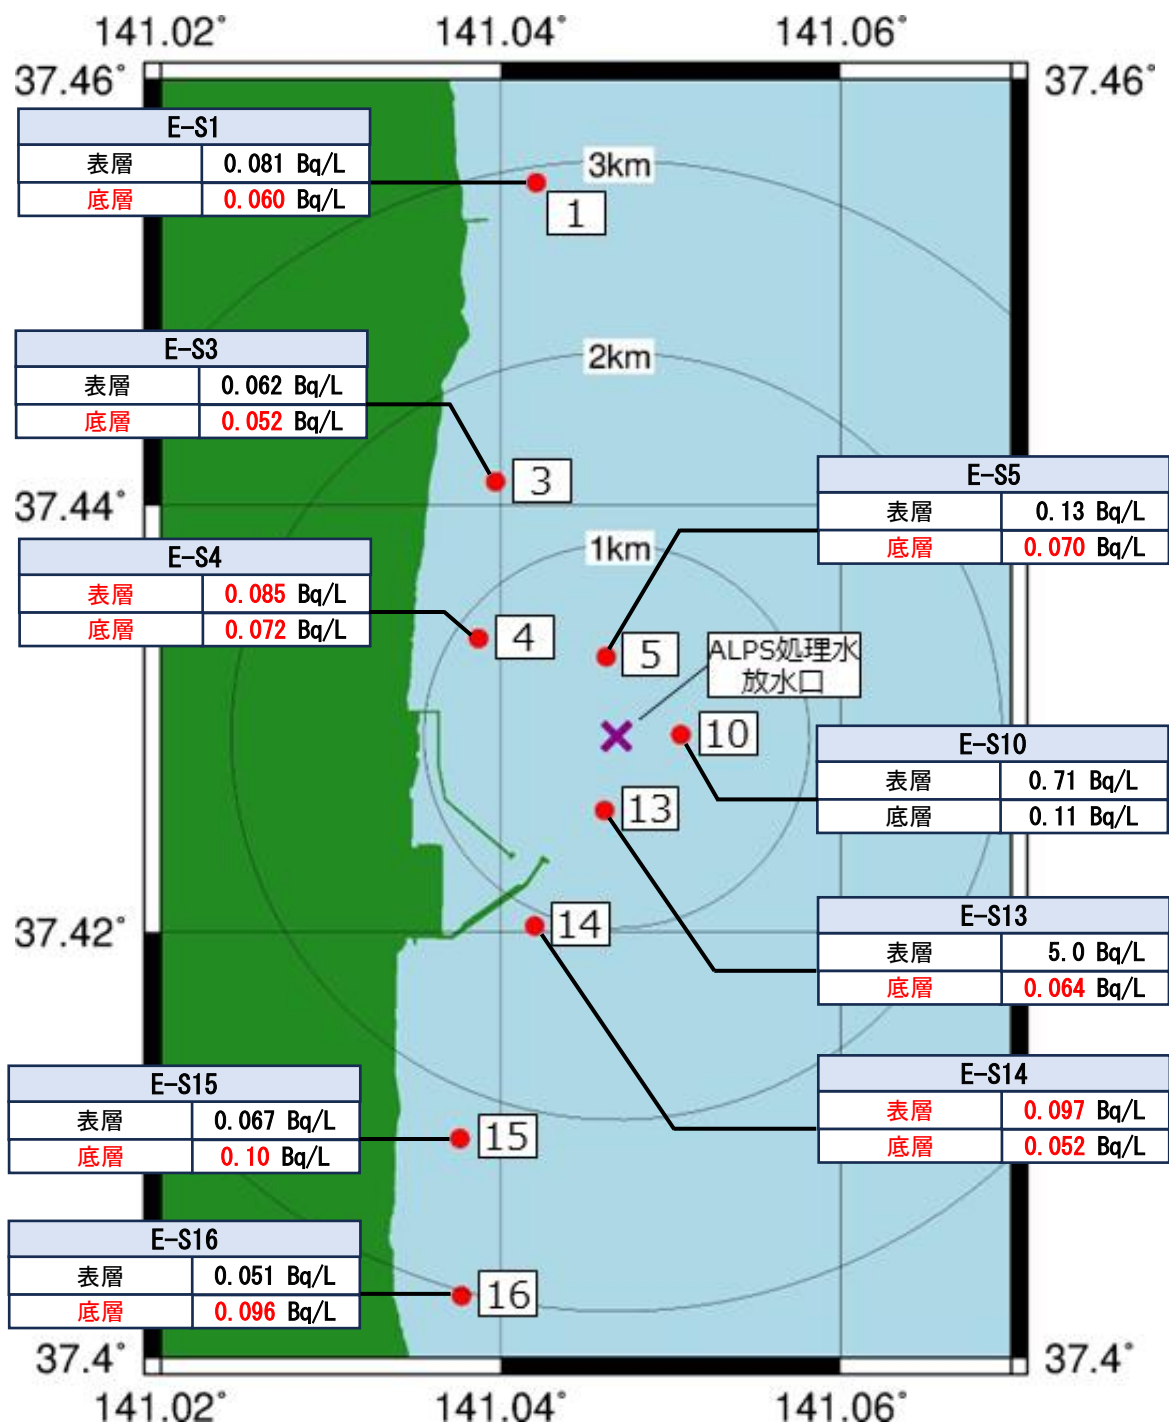 141.02°
141.04°
141.06°
37.46°
37.46°
E-S1
表層 0.081 Bq/L
底層 0.060 Bq/L
3km
1
E-S3
表層 0.062 Bq/L
底層 0.052 Bq/L
2km
3
37.44°
E-S5
表層 0.13 Bq/L
底層 0.070 Bq/L
E-S4
表層 0.085 Bq/L
底層 0.072 Bq/L
1km
4
5
ALPS処理水
放水口
10
E-S10
表層 0.71 Bq/L
底層 0.11 Bq/L
13
E-S13
表層 5.0 Bq/L
底層 0.064 Bq/L
37.42°
14
E-S14
表層 0.097 Bq/L
底層 0.052 Bq/L
E-S15
表層 0.067 Bq/L
底層 0.10 Bq/L
15
E-S16
表層 0.051 Bq/L
底層 0.096 Bq/L
16
37.4°
37.4°
141.02°
141.04°
141.06°